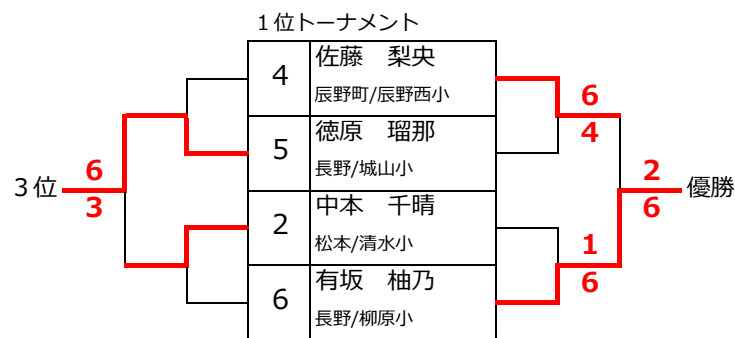 １位トーナメント
4
佐藤　梨央
辰野町/辰野西小
5
徳原　瑠那
長野/城山小
2
中本　千晴
松本/清水小
6
有坂　柚乃
長野/柳原小
３位
6
3
6
4
1
6
2
6
優勝